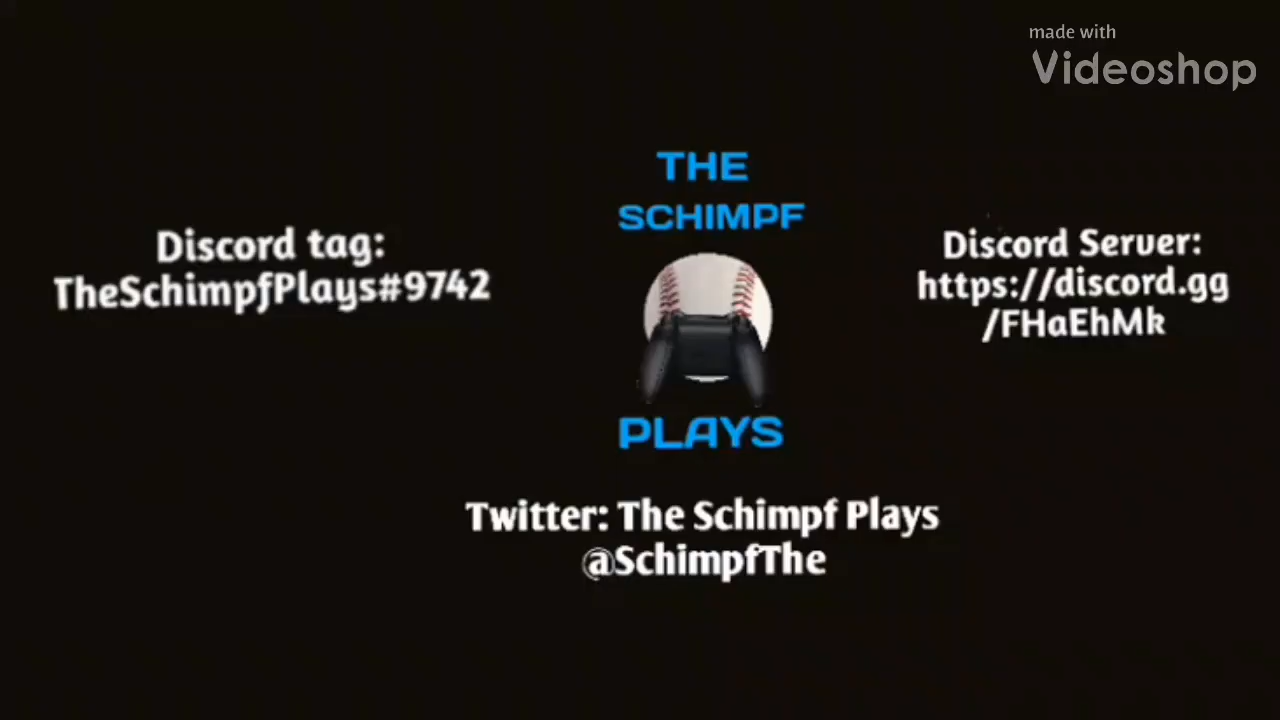 made with
Videoshop
THE
SCHIMPF
PLAYS
Discord tag:
TheSchimpfPlays#9742
Discord Server:
https://discord.gg
/FHaEhMk
Twitter: The Schimpf Plays
@SchimpfThe